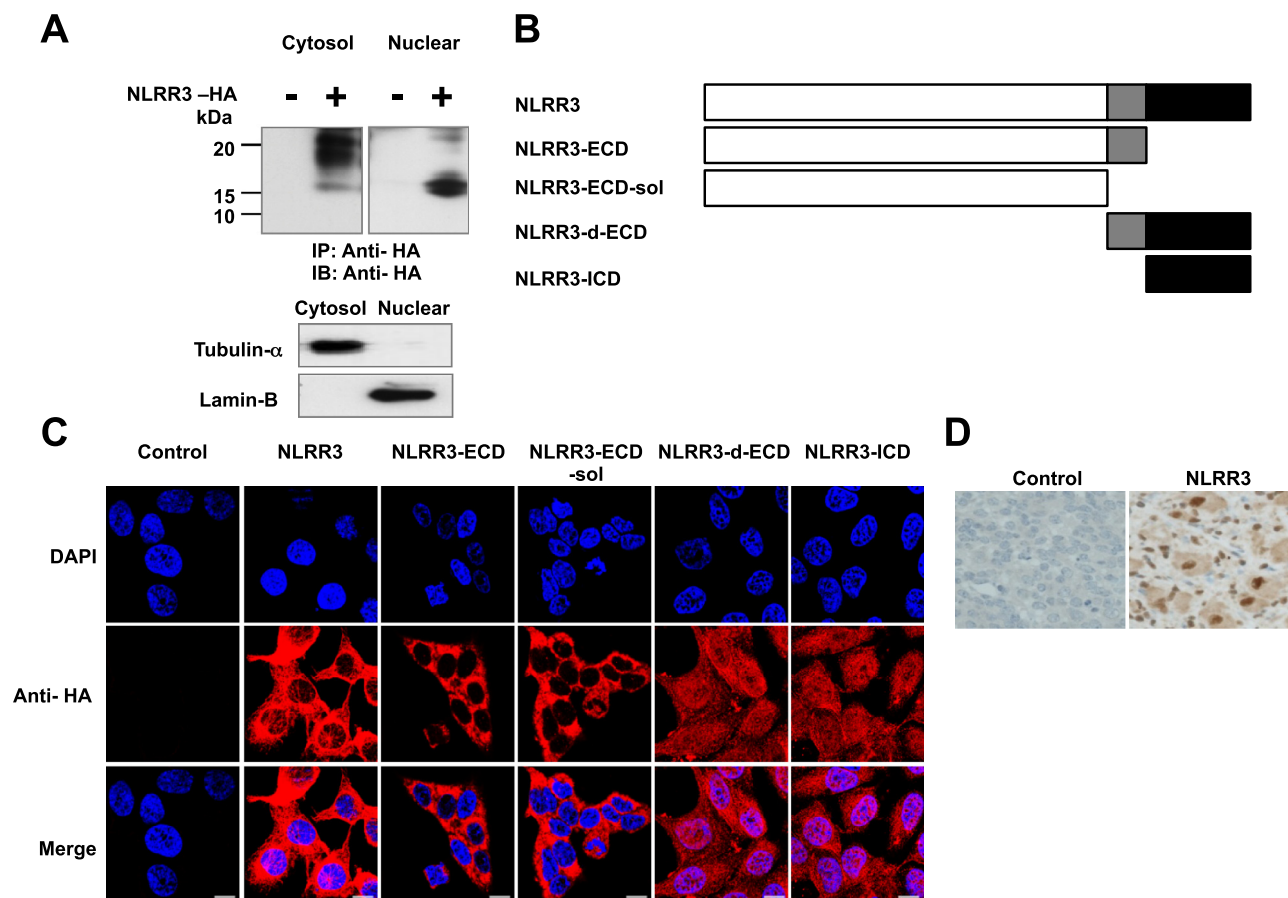 A
Cytosol Nuclear
NLRR3 –HA - + - +
kDa
20
15
10
IP: Anti- HA
IB: Anti- HA
Cytosol Nuclear
Tubulin-α
Lamin-B
B
NLRR3
NLRR3-ECD
NLRR3-ECD-sol
NLRR3-d-ECD
NLRR3-ICD
C
Control NLRR3 NLRR3-ECD NLRR3-ECD NLRR3-d-ECD NLRR3-ICD
-sol
DAPI
Anti- HA
Merge
D
Control NLRR3